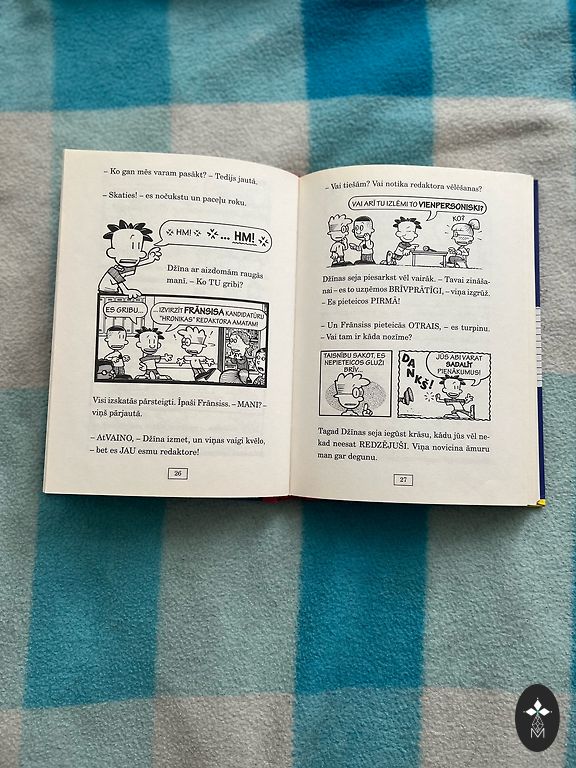 – Ko gan mēs varam pasākt? – Tedijs jautā.
– Skaties! – es nočukstu un paceļu roku.
HM!
... HM!
Džīna ar aizdomām raugās
mani. – Ko TU gribi?
ES GRIBU...
...IZVIRZĪT FRĀNSISA KANDIDATŪRU
"HRONIKAS" REDAKTORA AMATAM!
Visi izskatās pārsteigti. Īpaši Frānsiss. – MANI? –
viņš pārjautā.
– AtVAINO, – Džīna izmet, un viņas vaigi kvēlo,
– bet es JAU esmu redaktore!
26
– Vai tiešām? Vai notika redaktora vēlēšanas?
VAI ARĪ TU IZLĒMI TO VIENPERSONISKI?
KO?
Džīnas seja piesarkst vēl vairāk. – Tavai zināša-
nai – es to uzņēmos BRĪVPRĀTĪGI, – viņa izgrūž.
– Es pieteicos PIRMĀ!
– Un Frānsiss pieteicās OTRAIS, – es turpinu.
– Vai tam ir kāda nozīme?
TAISNĪBU SAKOT, ES
NEPIETEICOS GLUŽI
BRĪV...
DANKŠ!
JŪS ABI VARAT
SADALĪT
PIENĀKUMUS!
Tagad Džīnas seja iegūst krāsu, kādu jūs vēl ne-
kad neesat REDZĒJUŠI. Viņa novicina āmuru
man gar degunu.
27
M